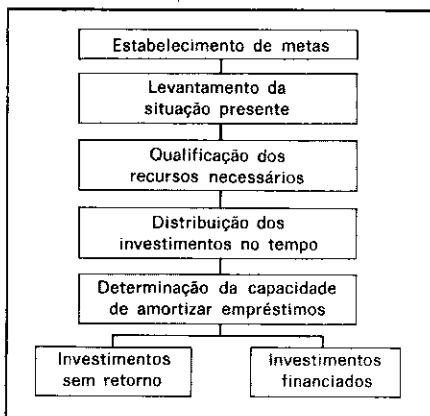 Estabelecimento de metas
Levantamento da
situação presente
Qualificação dos
recursos necessários
Distribuição dos
investimentos no tempo
Determinação da capacidade
de amortizar empréstimos
Investimentos
sem retorno
Investimentos
financiados